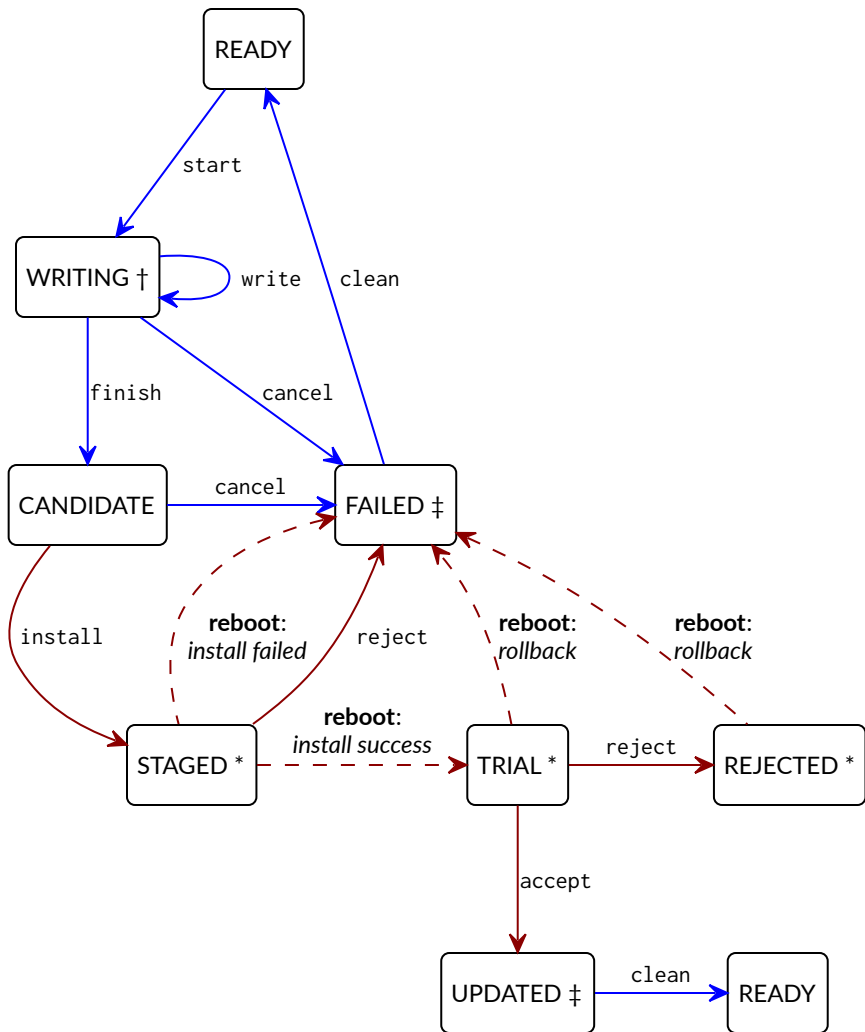 READY
start
WRITING †
write
clean
finish
cancel
CANDIDATE
cancel
FAILED ‡
install
reboot:
install failed
reject
reboot:
rollback
reboot:
rollback
reboot:
install success
STAGED *
TRIAL *
reject
REJECTED *
accept
UPDATED ‡
clean
READY